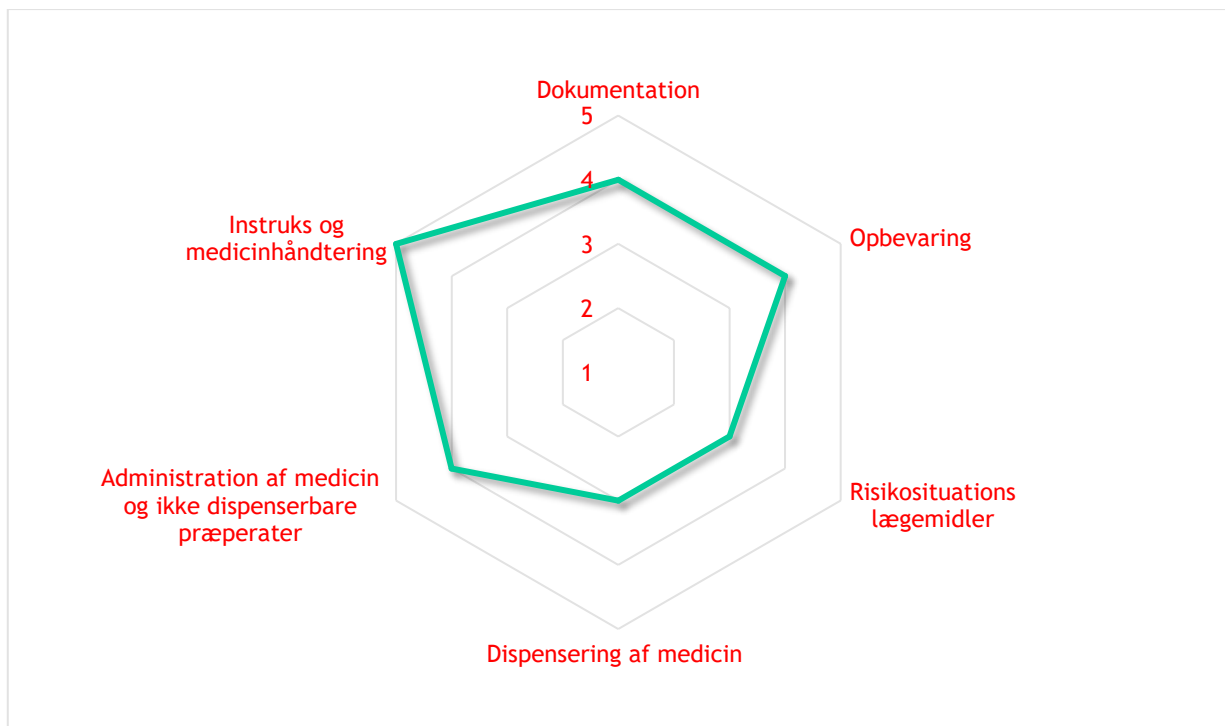 Dokumentation
5
4
3
2
1
Opbevaring
Risikosituations
lægemidler
Dispensering af medicin
Administration af medicin
og ikke dispenserbare
præperater
Instruks og
medicinhåndtering